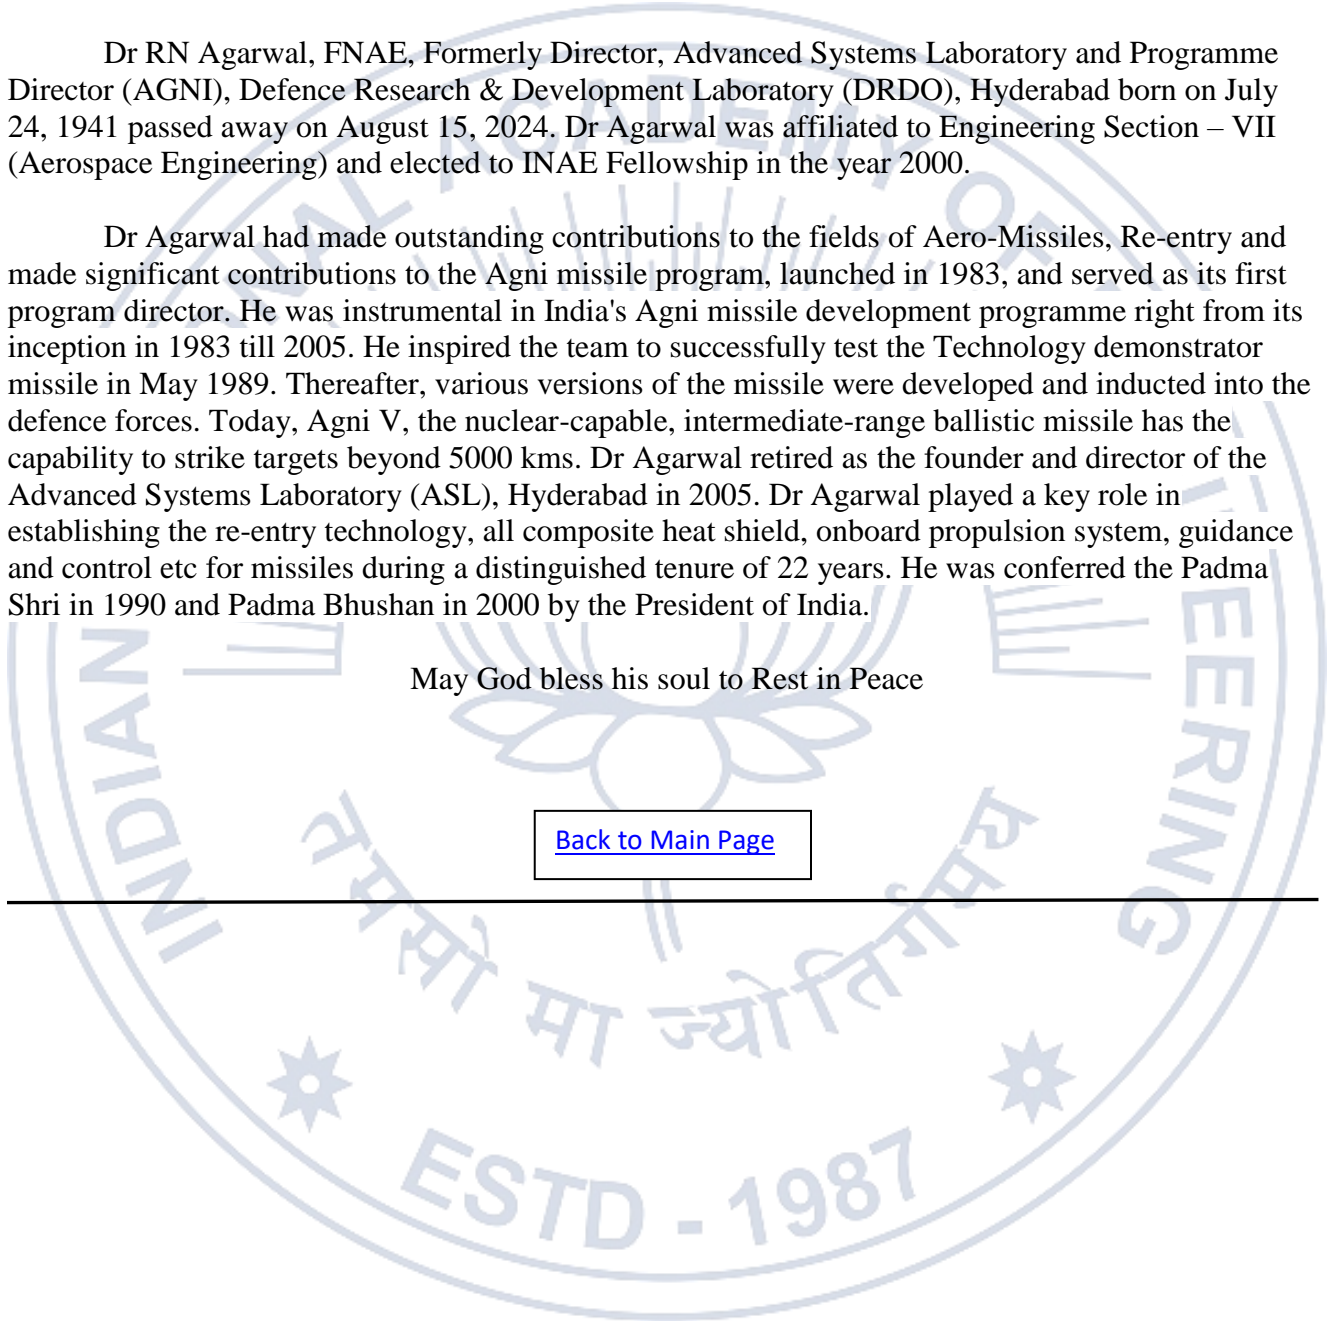 Dr RN Agarwal, FNAE, Formerly Director, Advanced Systems Laboratory and Programme
Director (AGNI), Defence Research & Development Laboratory (DRDO), Hyderabad born on July
24, 1941 passed away on August 15, 2024. Dr Agarwal was affiliated to Engineering Section – VII
(Aerospace Engineering) and elected to INAE Fellowship in the year 2000.
Dr Agarwal had made outstanding contributions to the fields of Aero-Missiles, Re-entry and
made significant contributions to the Agni missile program, launched in 1983, and served as its first
program director. He was instrumental in India's Agni missile development programme right from its
inception in 1983 till 2005. He inspired the team to successfully test the Technology demonstrator
missile in May 1989. Thereafter, various versions of the missile were developed and inducted into the
defence forces. Today, Agni V, the nuclear-capable, intermediate-range ballistic missile has the
capability to strike targets beyond 5000 kms. Dr Agarwal retired as the founder and director of the
Advanced Systems Laboratory (ASL), Hyderabad in 2005. Dr Agarwal played a key role in
establishing the re-entry technology, all composite heat shield, onboard propulsion system, guidance
and control etc for missiles during a distinguished tenure of 22 years. He was conferred the Padma
Shri in 1990 and Padma Bhushan in 2000 by the President of India.
May God bless his soul to Rest in Peace
Back to Main Page
INDIAN
ACADEMY OF
EERING
तमसो मा ज्योतिर्गमय
ESTD - 1987